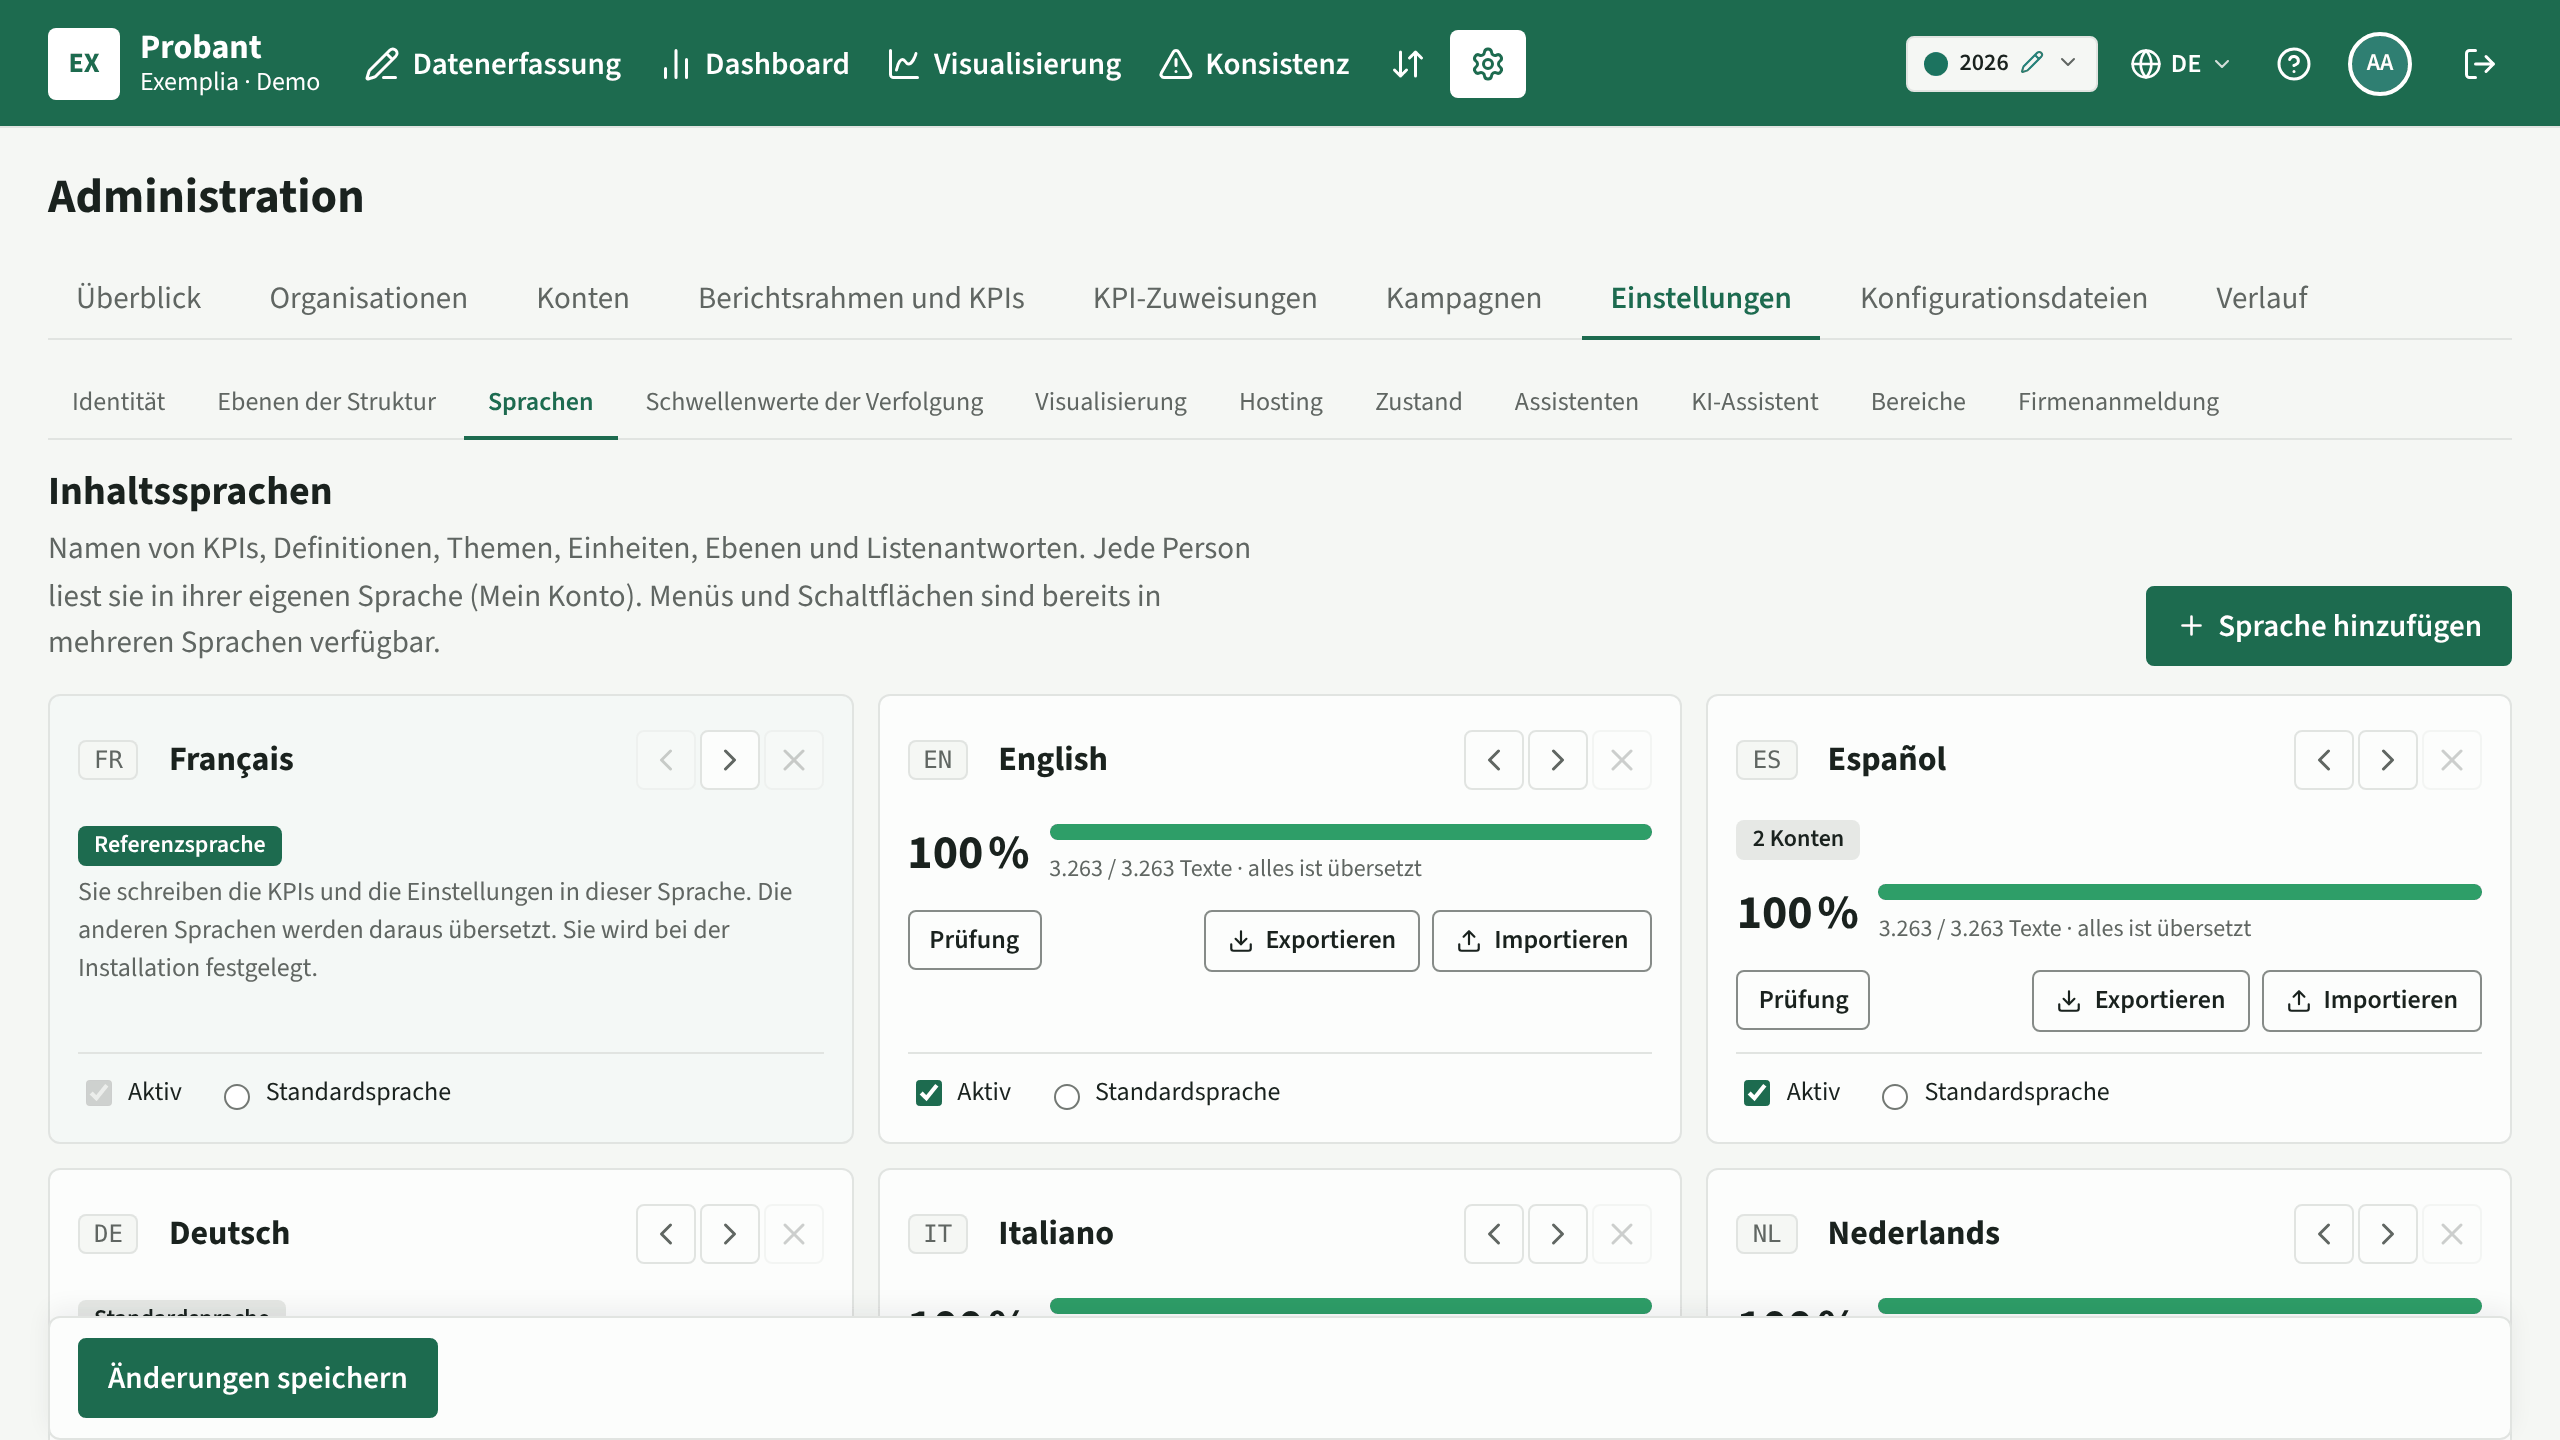 EX
Probant
Exemplia · Demo
Datenerfassung
Dashboard
Visualisierung
Konsistenz
2026
DE
AA
Administration
Überblick
Organisationen
Konten
Berichtsrahmen und KPIs
KPI-Zuweisungen
Kampagnen
Einstellungen
Konfigurationsdateien
Verlauf
Identität
Ebenen der Struktur
Sprachen
Schwellenwerte der Verfolgung
Visualisierung
Hosting
Zustand
Assistenten
KI-Assistent
Bereiche
Firmenanmeldung
Inhaltssprachen
Namen von KPIs, Definitionen, Themen, Einheiten, Ebenen und Listenantworten. Jede Person
liest sie in ihrer eigenen Sprache (Mein Konto). Menüs und Schaltflächen sind bereits in
mehreren Sprachen verfügbar.
Sprache hinzufügen
FR
Français
Referenzsprache
Sie schreiben die KPIs und die Einstellungen in dieser Sprache. Die
anderen Sprachen werden daraus übersetzt. Sie wird bei der
Installation festgelegt.
Aktiv
Standardsprache
EN
English
100 %
3.263 / 3.263 Texte · alles ist übersetzt
Prüfung
Exportieren
Importieren
Aktiv
Standardsprache
ES
Español
2 Konten
100 %
3.263 / 3.263 Texte · alles ist übersetzt
Prüfung
Exportieren
Importieren
Aktiv
Standardsprache
DE
Deutsch
Standardsprache
IT
Italiano
100 %
NL
Nederlands
100 %
Änderungen speichern